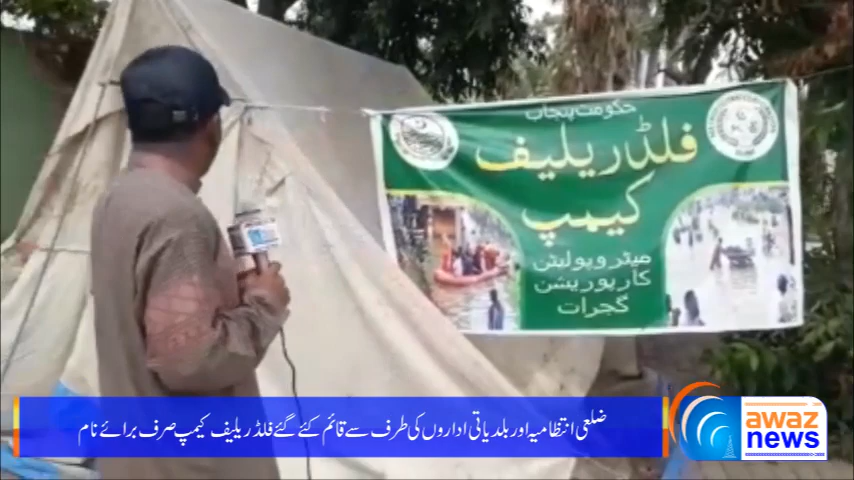 حکومت پنجاب
فلڈ ریلیف
کیمپ
میٹروپولیٹن
کارپوریشن
گجرات
ضلعی انتظامیہ اور بلدیاتی اداروں کی طرف سے قائم کئے گئے فلڈ ریلیف کیمپ صرف برائے نام
awaz
news